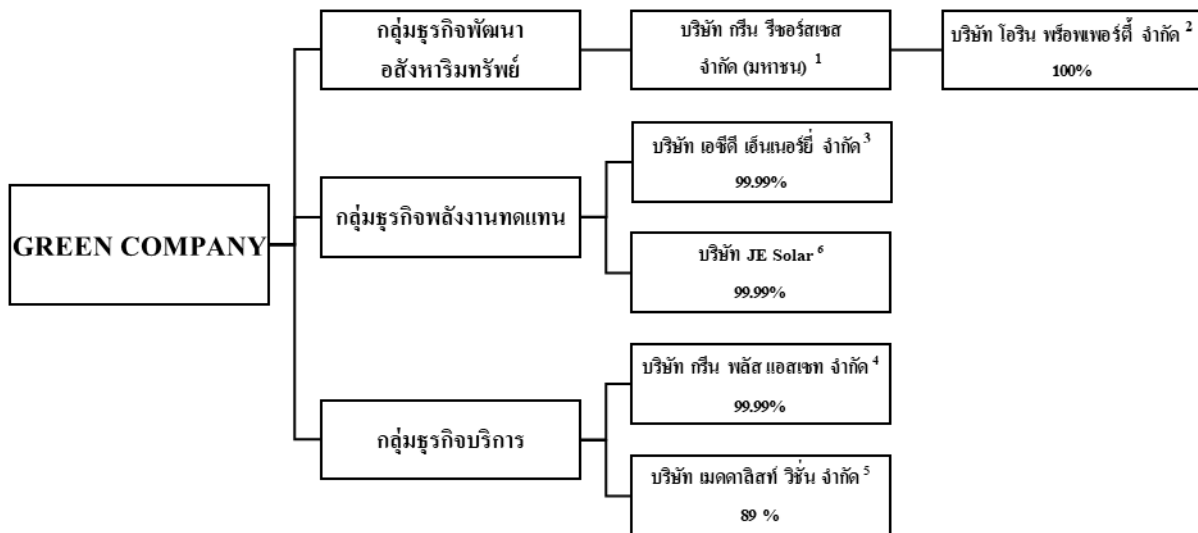 กลุ่มธุรกิจพัฒนา
อสังหาริมทรัพย์
บริษัท กรีน รีซอร์สเซส
จำกัด (มหาชน) 1
บริษัท โอริน พร็อพเพอร์ตี้ จำกัด 2
100%
GREEN COMPANY
กลุ่มธุรกิจพลังงานทดแทน
บริษัท เอซีดี เอ็นเนอร์ยี่ จำกัด 3
99.99%
บริษัท JE Solar 6
99.99%
กลุ่มธุรกิจบริการ
บริษัท กรีน พลัส แอสเซท จำกัด 4
99.99%
บริษัท เมดดาลิสท์ วิชั่น จำกัด 5
89 %